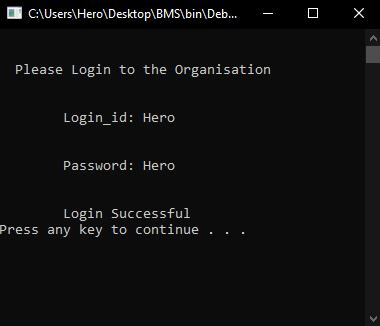 C:\Users\Hero\Desktop\BMS\bin\Deb...
Please Login to the Organisation
Login_id: Hero
Password: Hero
Login Successful
Press any key to continue . . .